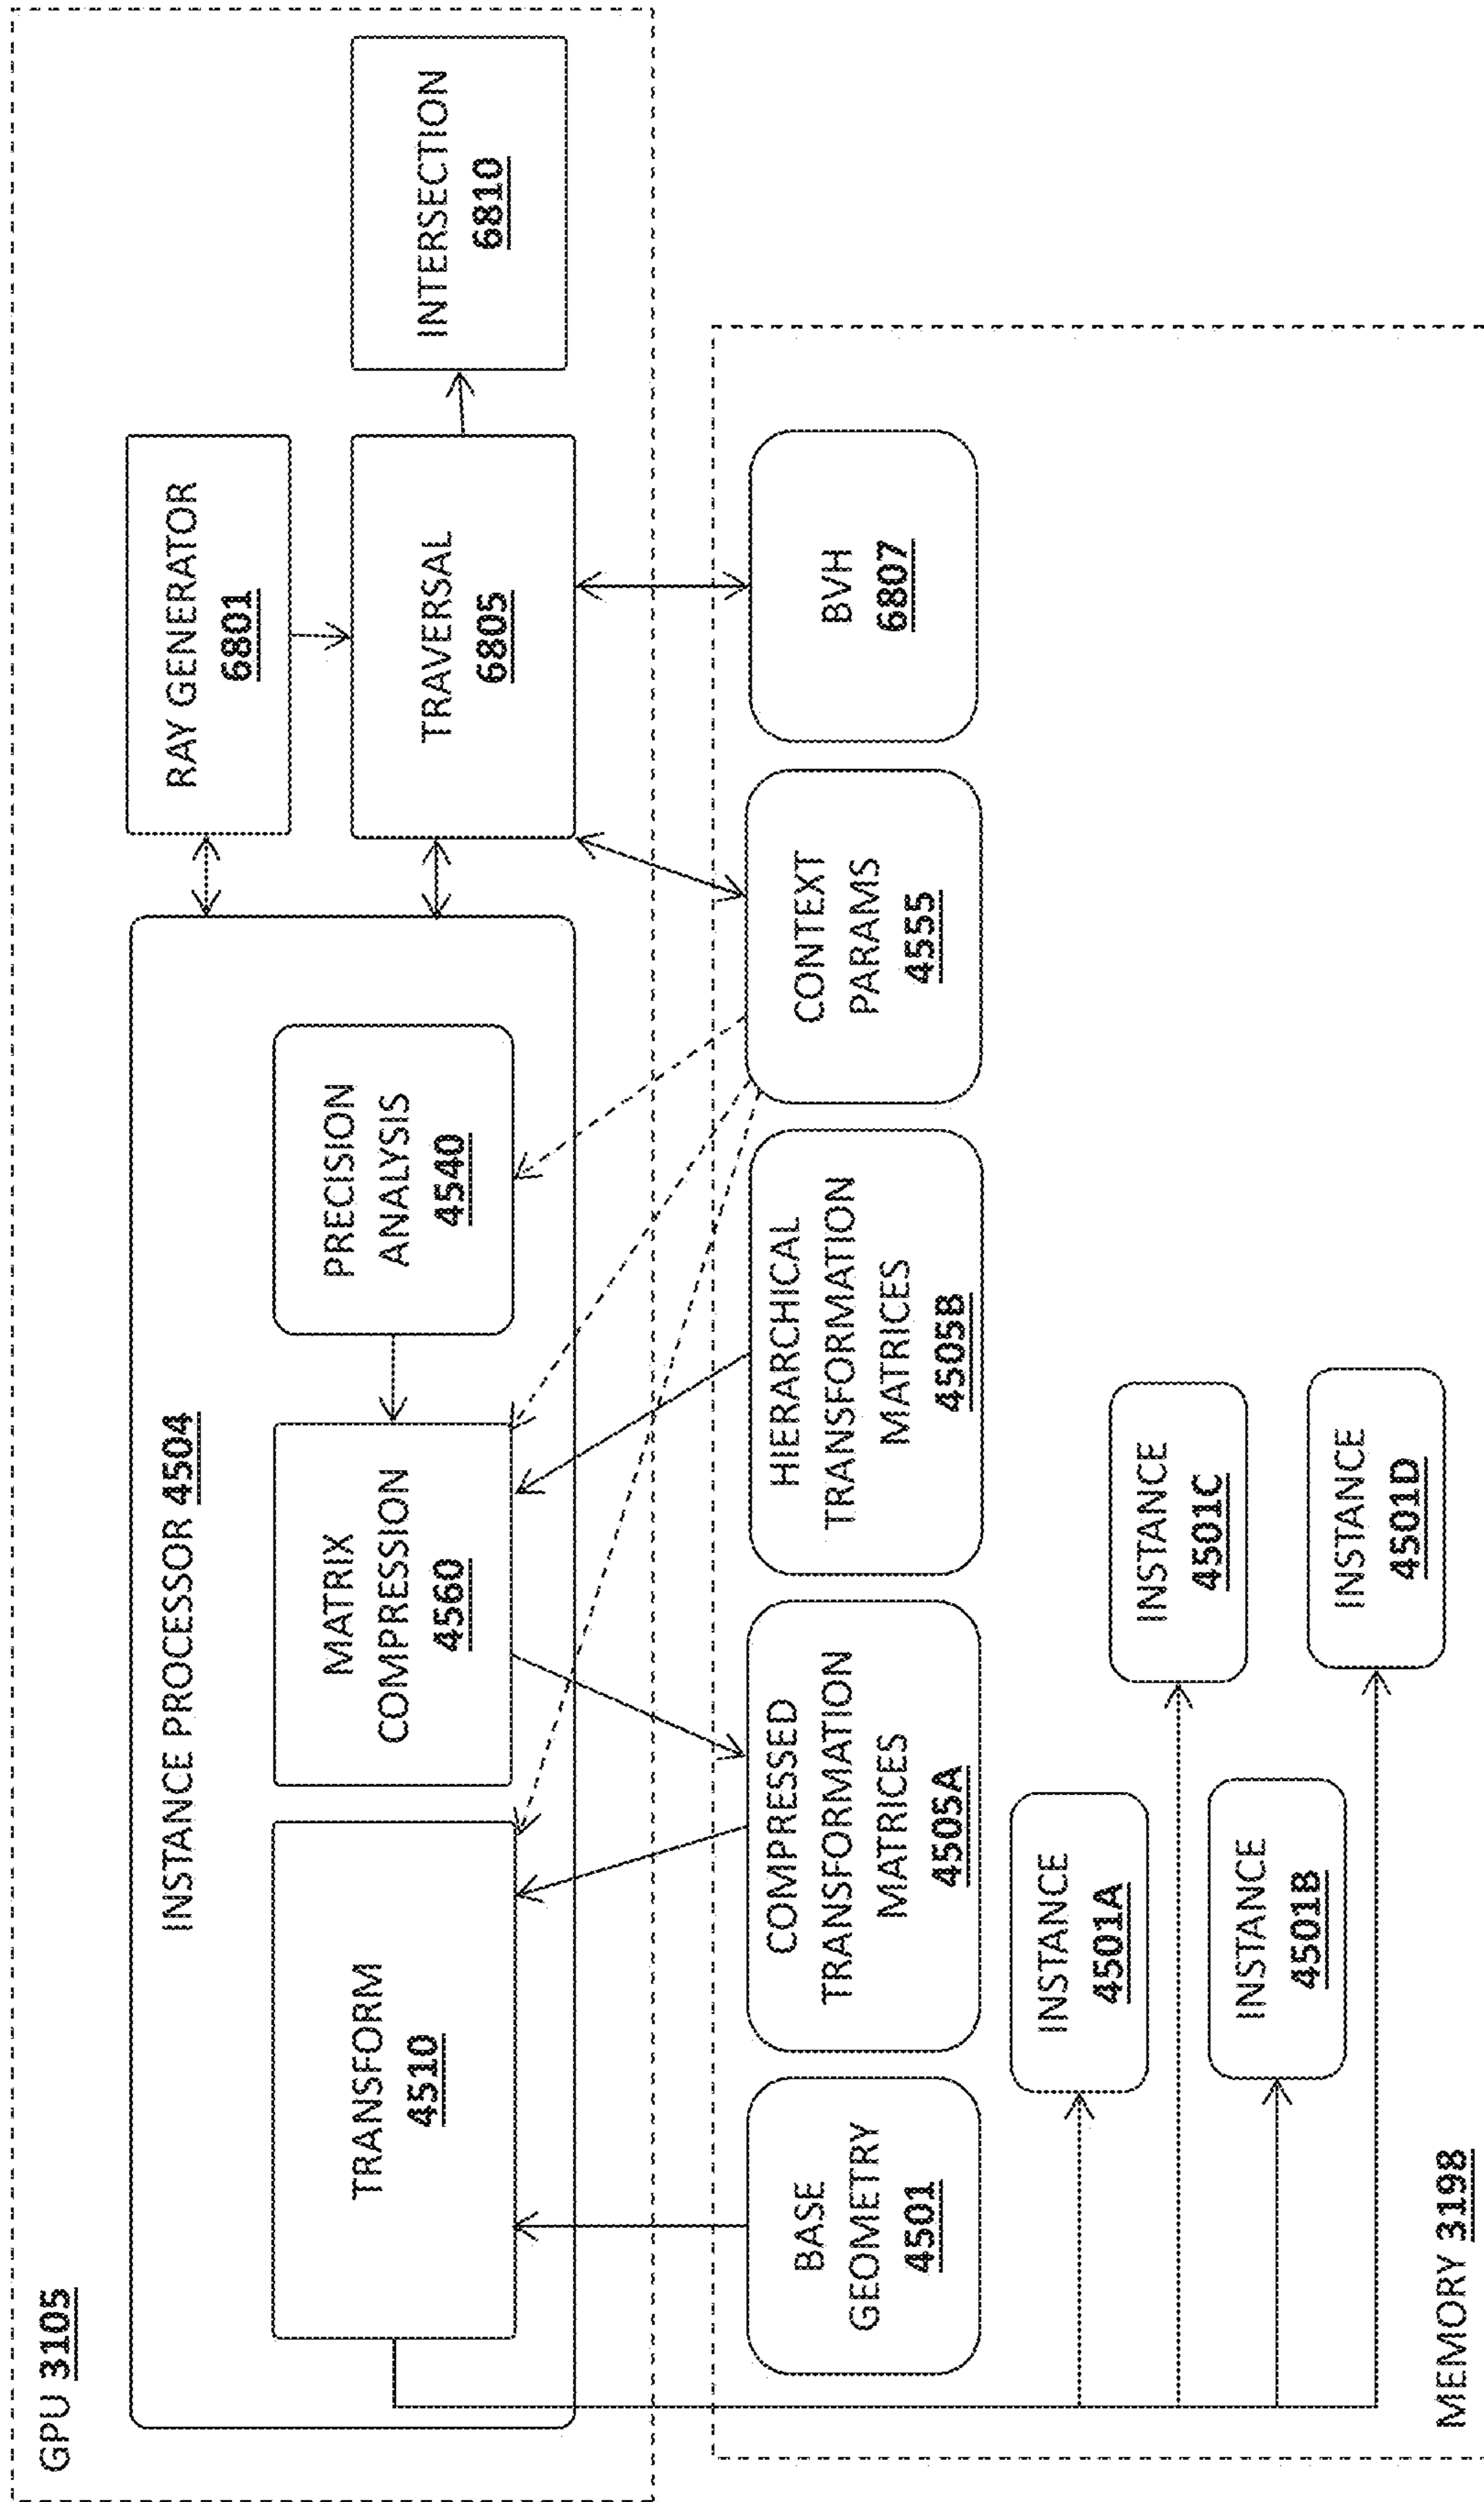 GPU 3105
INSTANCE PROCESSOR 4504
TRANSFORM
4510
MATRIX
COMPRESSION
4560
PRECISION
ANALYSIS
4540
RAY GENERATOR
6801
TRAVERSAL
6805
INTERSECTION
6810
BASE
GEOMETRY
4501
COMPRESSED
TRANSFORMATION
MATRICES
4505A
HIERARCHICAL
TRANSFORMATION
MATRICES
4505B
CONTEXT
PARAMS
4555
BVH
6807
INSTANCE
4501A
INSTANCE
4501C
INSTANCE
4501B
INSTANCE
4501D
MEMORY 3198